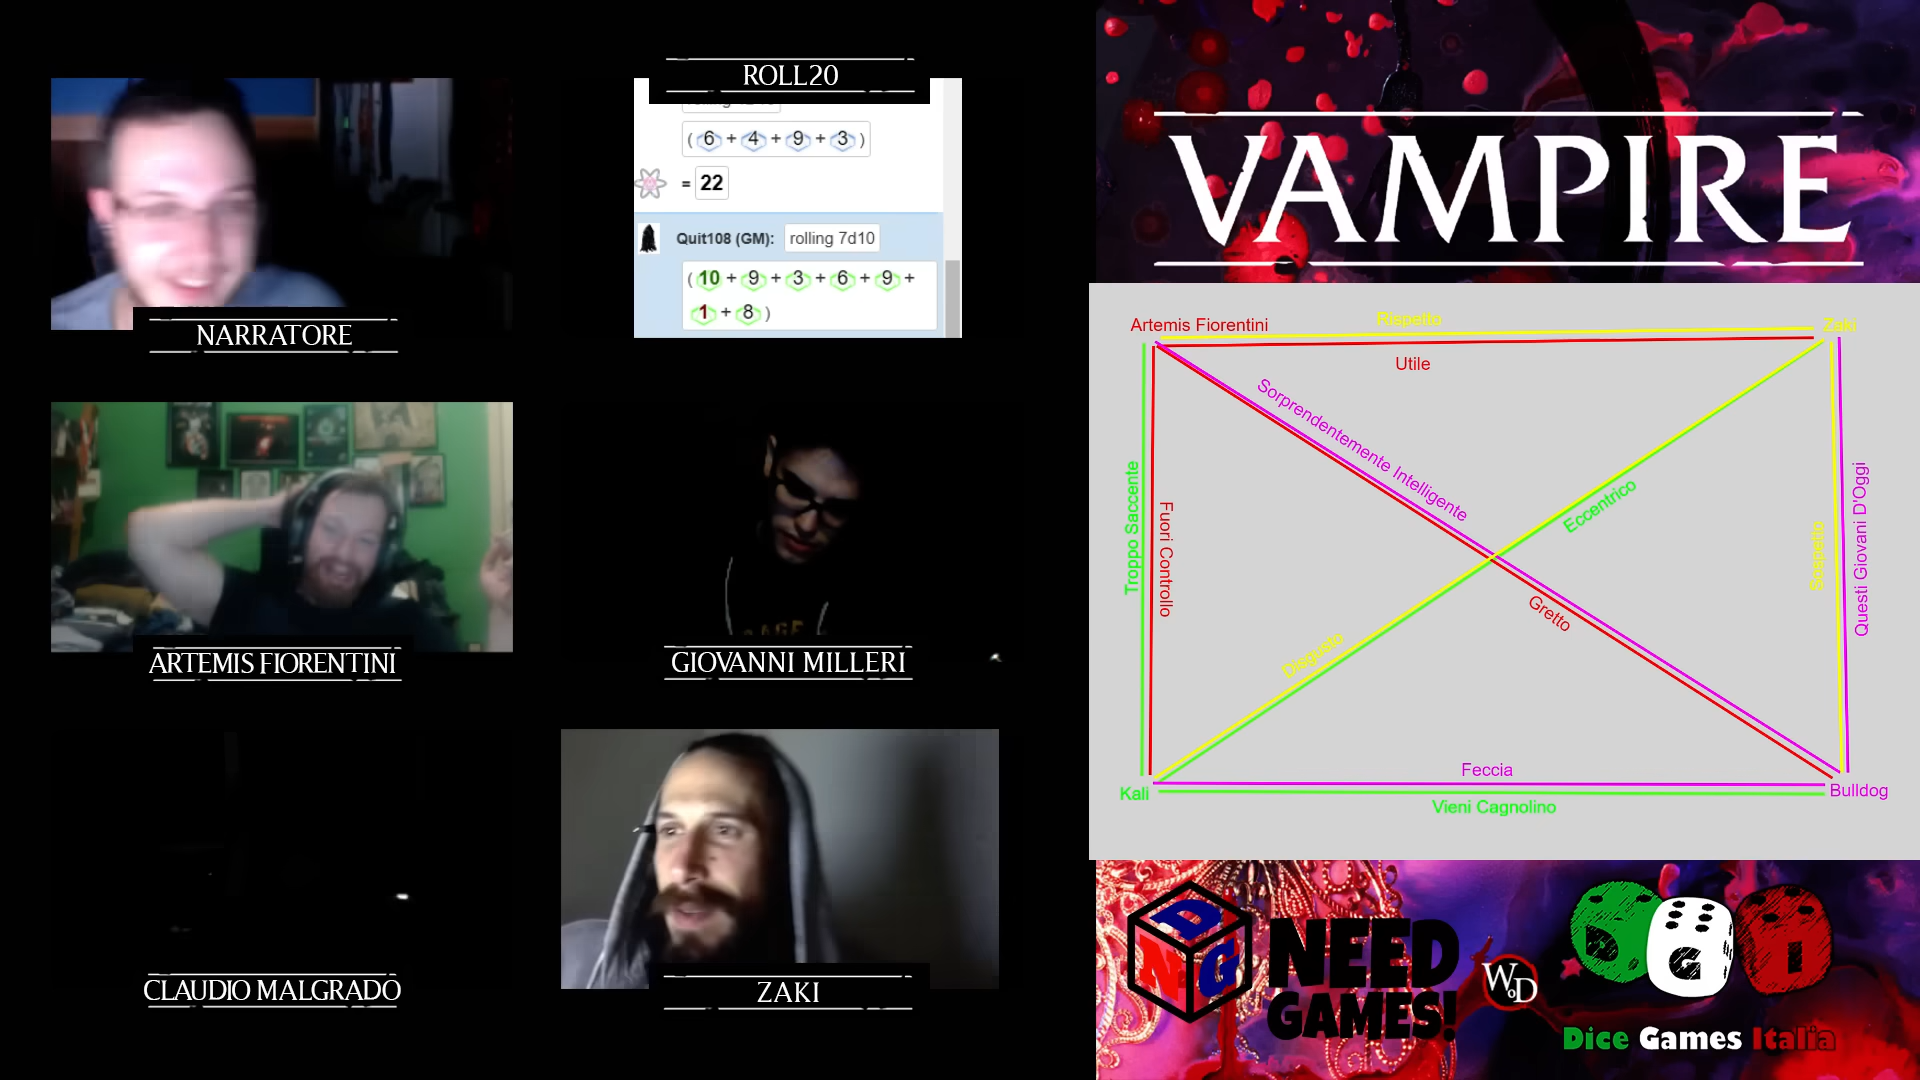 ROLL20
( 6 + 4 + 9 + 3 )
= 22
Quit108 (GM): rolling 7d10
( 10 + 9 + 3 + 6 + 9 +
1 + 8 )
NARRATORE
ARTEMIS FIORENTINI
GIOVANNI MILLERI
CLAUDIO MALGRADO
ZAKI
VAMPIRE
Artemis Fiorentini
Rispetto
Zaki
Utile
Sorprendentemente Intelligente
Troppo Saccente
Fuori Controllo
Eccentrico
Sospetto
Questi Giovani D'Oggi
Gretto
Disgusto
Kali
Feccia
Bulldog
Vieni Cagnolino
D
N G
NEED
GAMES!
WoD
D G I
Dice Games Italia